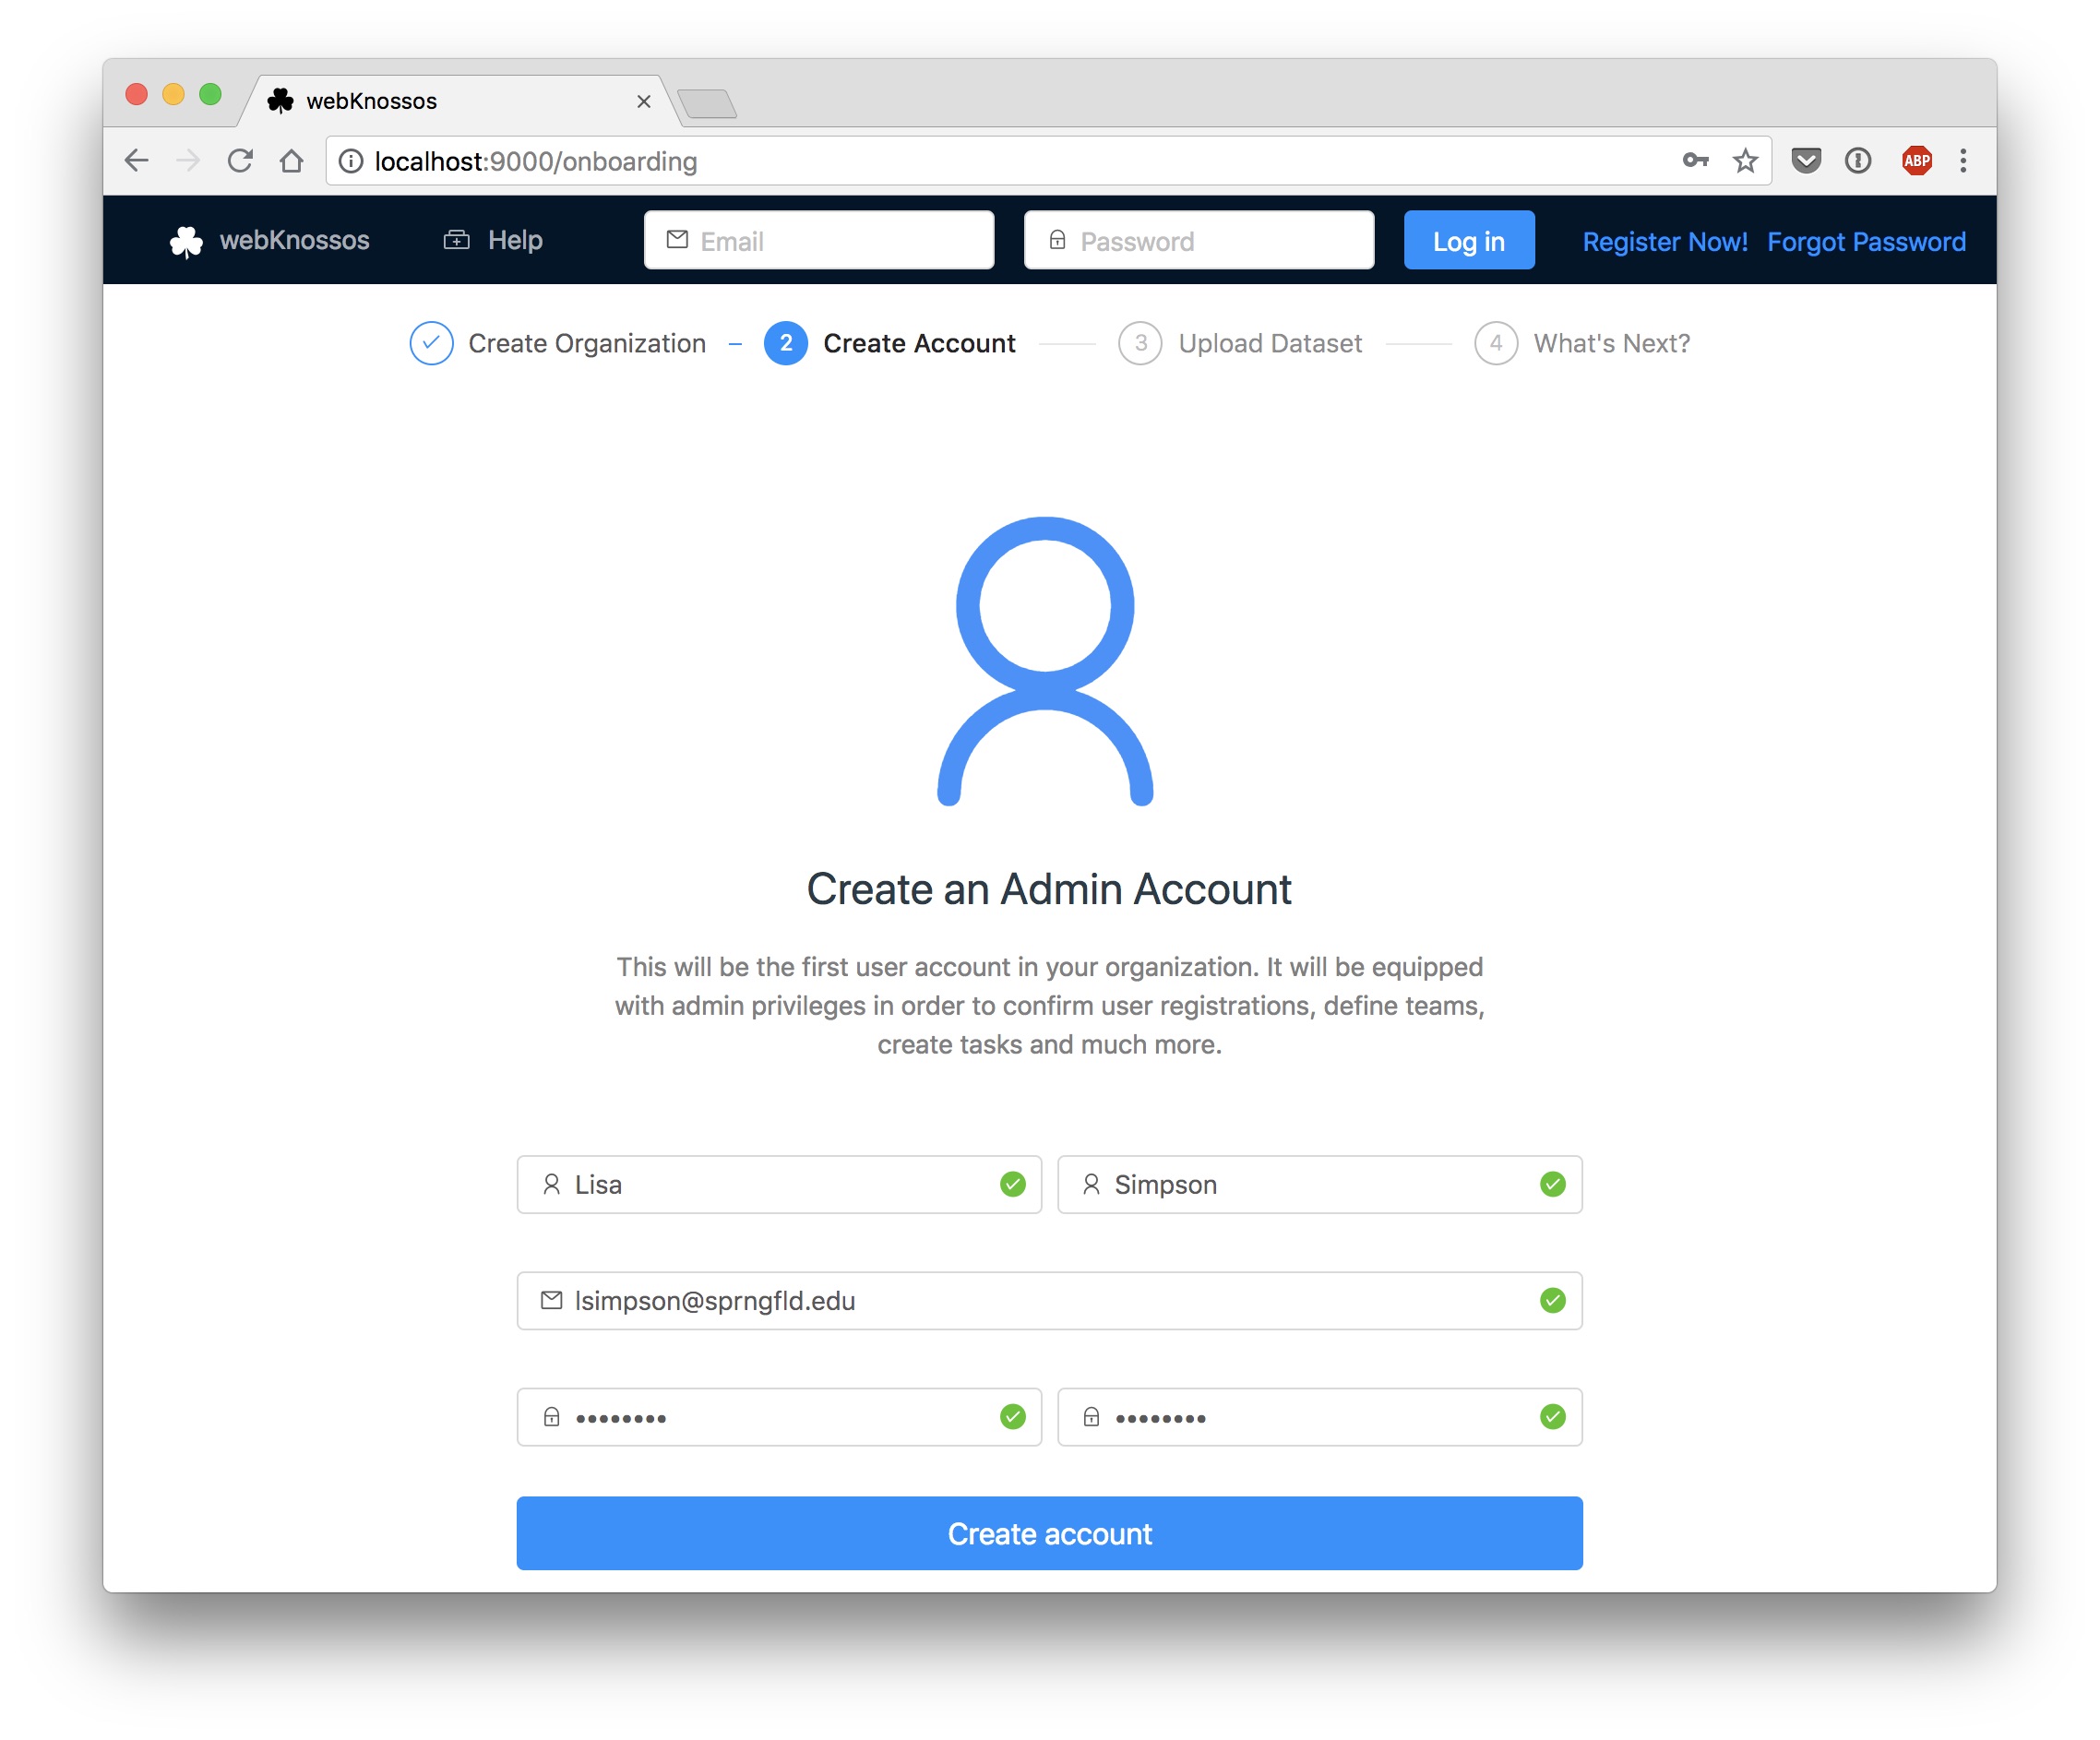 webKnossos
localhost:9000/onboarding
ABP
webKnossos Help Email Password Log in Register Now! Forgot Password
Create Organization 2 Create Account 3 Upload Dataset 4 What's Next?
Create an Admin Account
This will be the first user account in your organization. It will be equipped
with admin privileges in order to confirm user registrations, define teams,
create tasks and much more.
Lisa Simpson
lsimpson@sprngfld.edu
•••••••• ••••••••
Create account